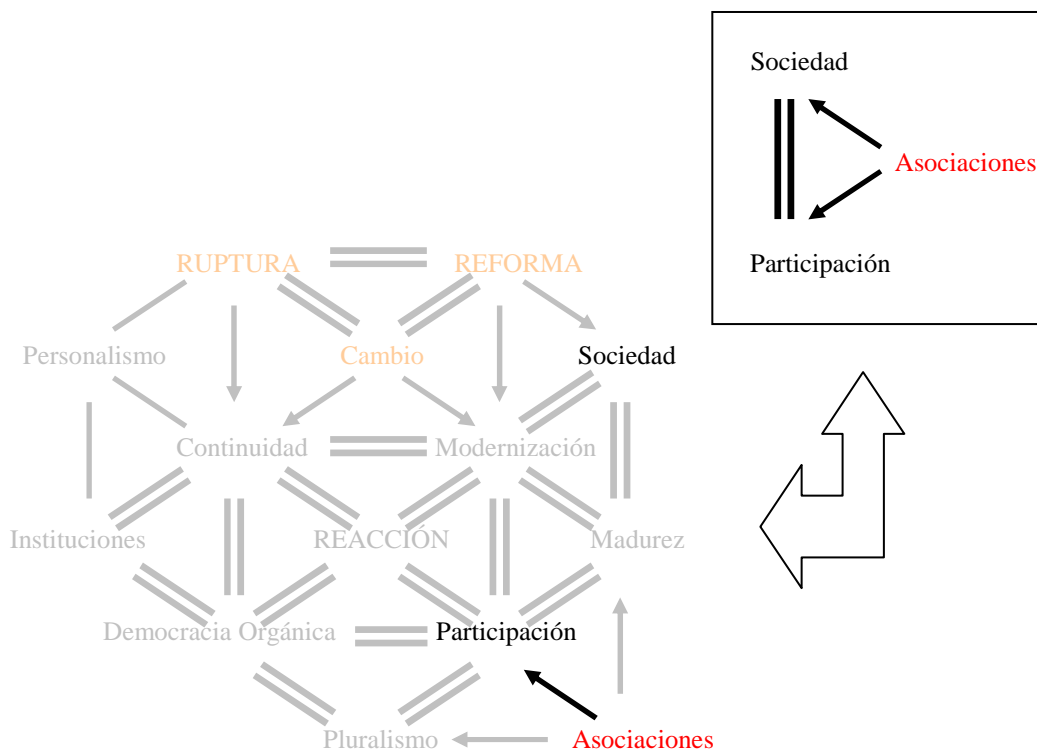 Sociedad
Asociaciones
Participación
RUPTURA
REFORMA
Personalismo
Cambio
Sociedad
Continuidad
Modernización
Instituciones
REACCIÓN
Madurez
Democracia Orgánica
Participación
Pluralismo
Asociaciones